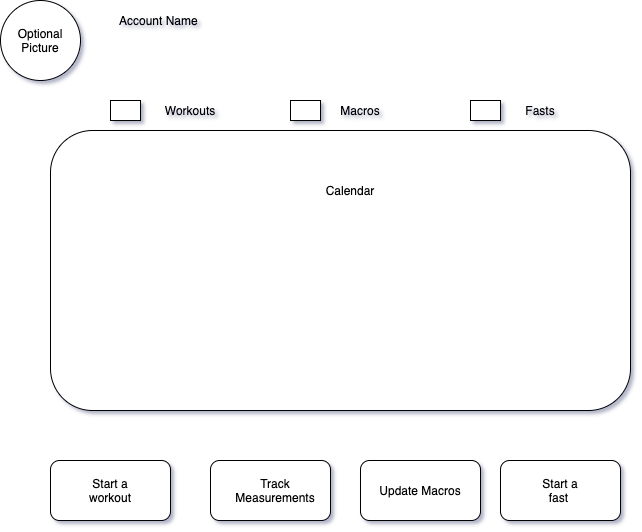 Optional
Picture
Account Name
Workouts
Macros
Fasts
Calendar
Start a
workout
Track
Measurements
Update Macros
Start a
fast